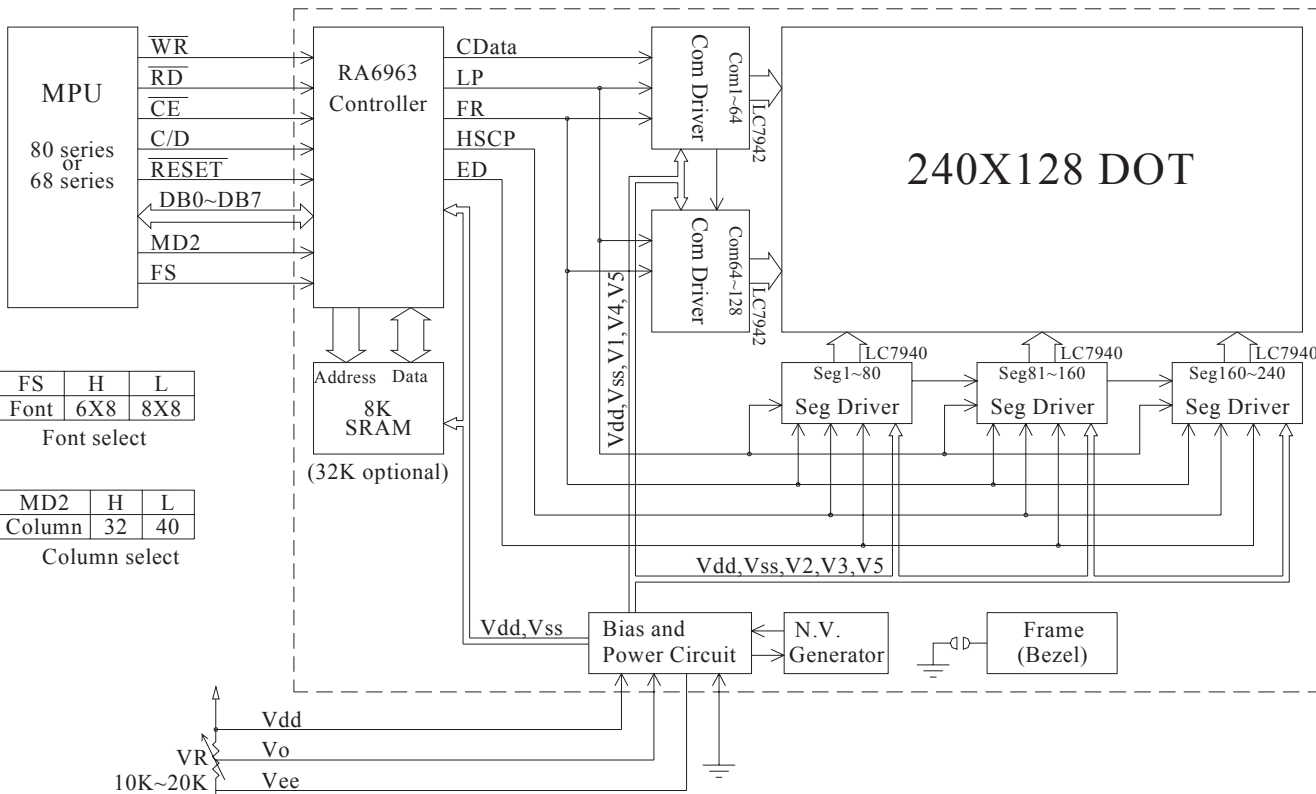 MPU
80 series
or
68 series
WR
RD
CE
C/D
RESET
DB0~DB7
MD2
FS
RA6963
Controller
CData
LP
FR
HSCP
ED
Com Driver
Com1~64
LC7942
Com Driver
Com64~128
LC7942
240X128 DOT
Vdd,Vss,V1,V4,V5
LC7940
Seg1~80
Seg Driver
LC7940
Seg81~160
Seg Driver
LC7940
Seg160~240
Seg Driver
Address Data
8K
SRAM
(32K optional)
FS H L
Font 6X8 8X8
Font select
MD2 H L
Column 32 40
Column select
Vdd,Vss,V2,V3,V5
Vdd,Vss
Bias and
Power Circuit
N.V.
Generator
Frame
(Bezel)
Vdd
VR
Vo
10K~20K
Vee